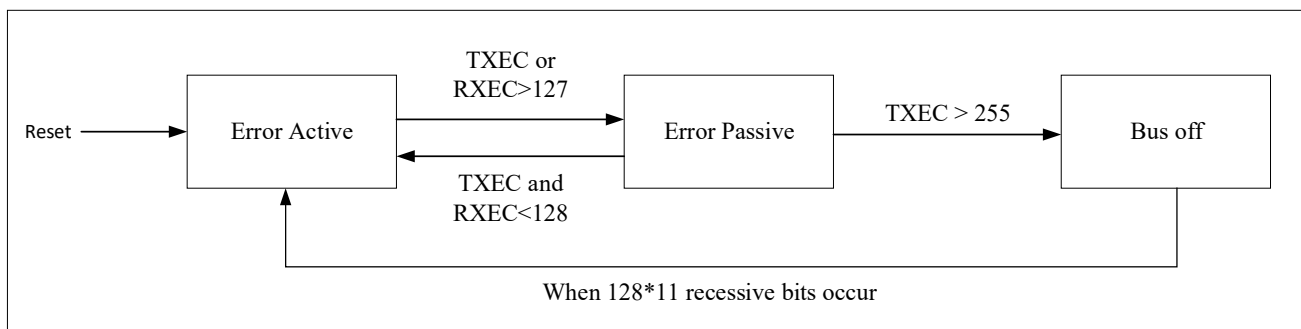 Reset
Error Active
TXEC or
RXEC>127
TXEC and
RXEC<128
Error Passive
TXEC > 255
Bus off
When 128*11 recessive bits occur